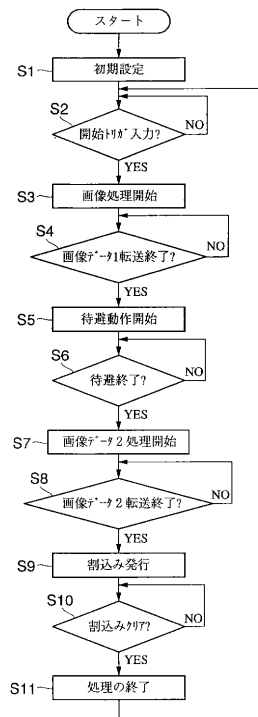 スタート
S1
初期設定
S2
開始トリガ入力?
NO
YES
S3
画像処理開始
S4
画像データ1転送終了?
NO
YES
S5
待避動作開始
S6
待避終了?
NO
YES
S7
画像データ2処理開始
S8
画像データ2転送終了?
NO
YES
S9
割込み発行
S10
割込みクリア?
NO
YES
S11
処理の終了